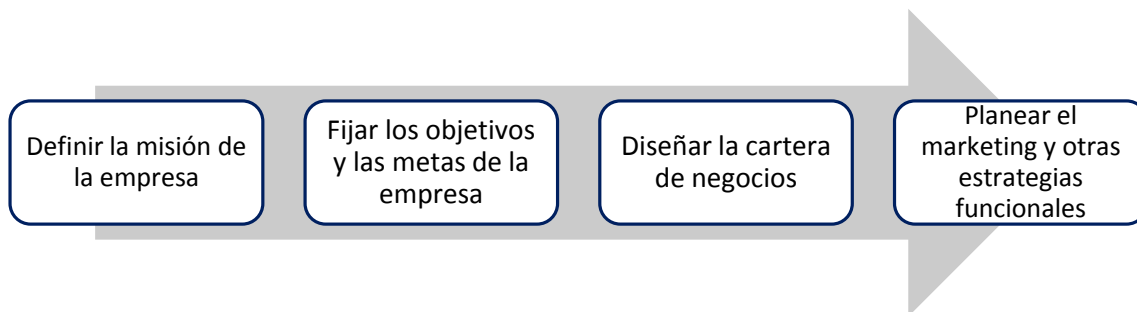 Definir la misión de
la empresa
Fijar los objetivos
y las metas de la
empresa
Diseñar la cartera
de negocios
Planear el
marketing y otras
estrategias
funcionales